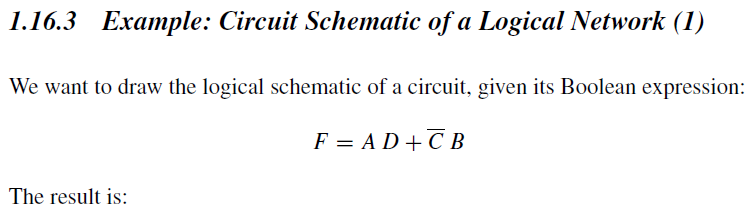 1.16.3 Example: Circuit Schematic of a Logical Network (1)
We want to draw the logical schematic of a circuit, given its Boolean expression:
F = A D + C̅ B
The result is: